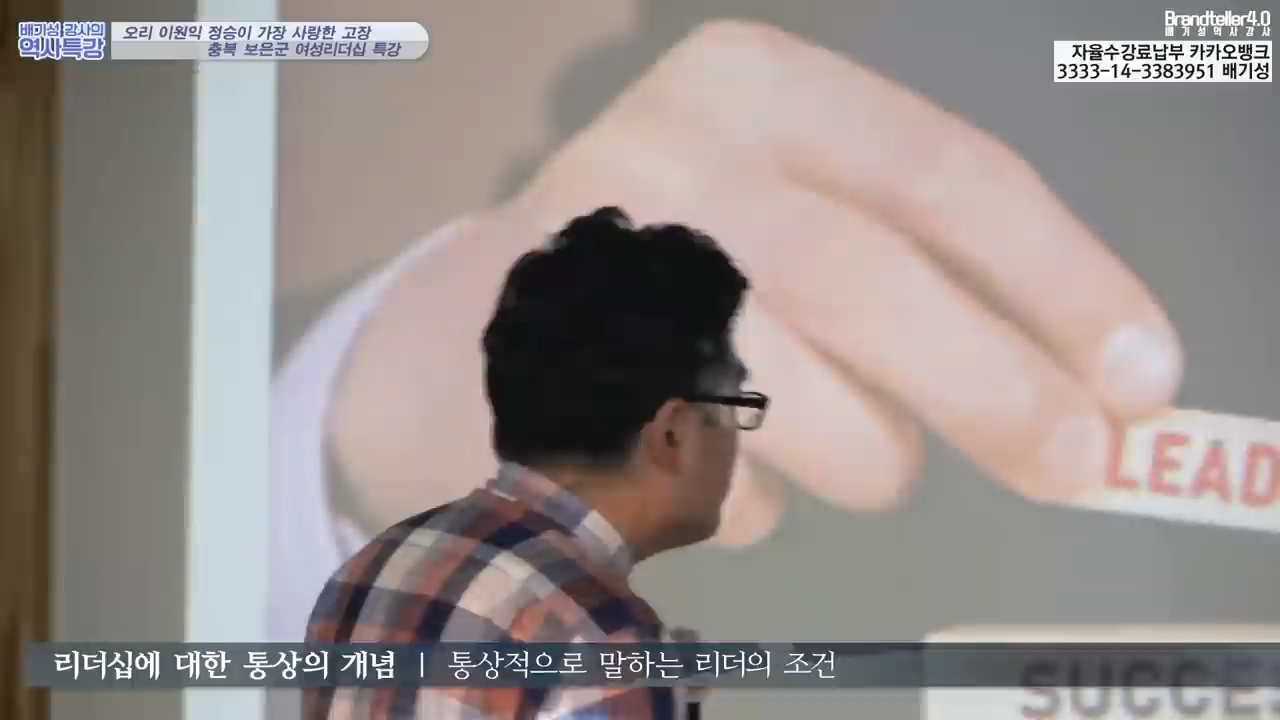 배기성 강사의
역사특강
오리 이원익 정승이 가장 사랑한 고장
충북 보은군 여성리더십 특강
Brandteller4.0
배기성역사강사
자율수강료납부 카카오뱅크
3333-14-3383951 배기성
LEAD
SUCCE
리더십에 대한 통상의 개념 | 통상적으로 말하는 리더의 조건